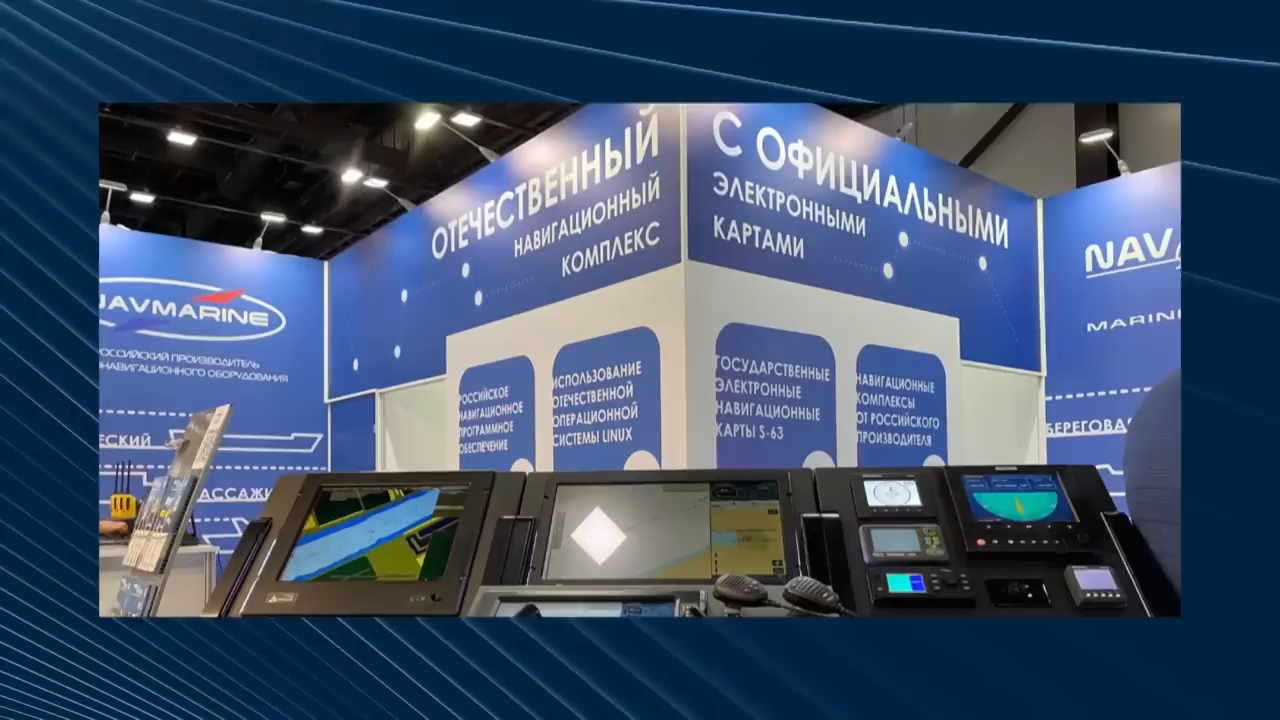 ОТЕЧЕСТВЕННЫЙ
НАВИГАЦИОННЫЙ
КОМПЛЕКС
С ОФИЦИАЛЬНЫМИ
ЭЛЕКТРОННЫМИ
КАРТАМИ
NAVMARINE
РОССИЙСКИЙ ПРОИЗВОДИТЕЛЬ
НАВИГАЦИОННОГО ОБОРУДОВАНИЯ
РОССИЙСКОЕ
НАВИГАЦИОННОЕ
ПРОГРАММНОЕ
ОБЕСПЕЧЕНИЕ
ИСПОЛЬЗОВАНИЕ
ОТЕЧЕСТВЕННОЙ
ОПЕРАЦИОННОЙ
СИСТЕМЫ LINUX
ГОСУДАРСТВЕННЫЕ
ЭЛЕКТРОННЫЕ
НАВИГАЦИОННЫЕ
КАРТЫ S-63
НАВИГАЦИОННЫЕ
КОМПЛЕКСЫ
ОТ РОССИЙСКОГО
ПРОИЗВОДИТЕЛЯ
NAV
MARIN